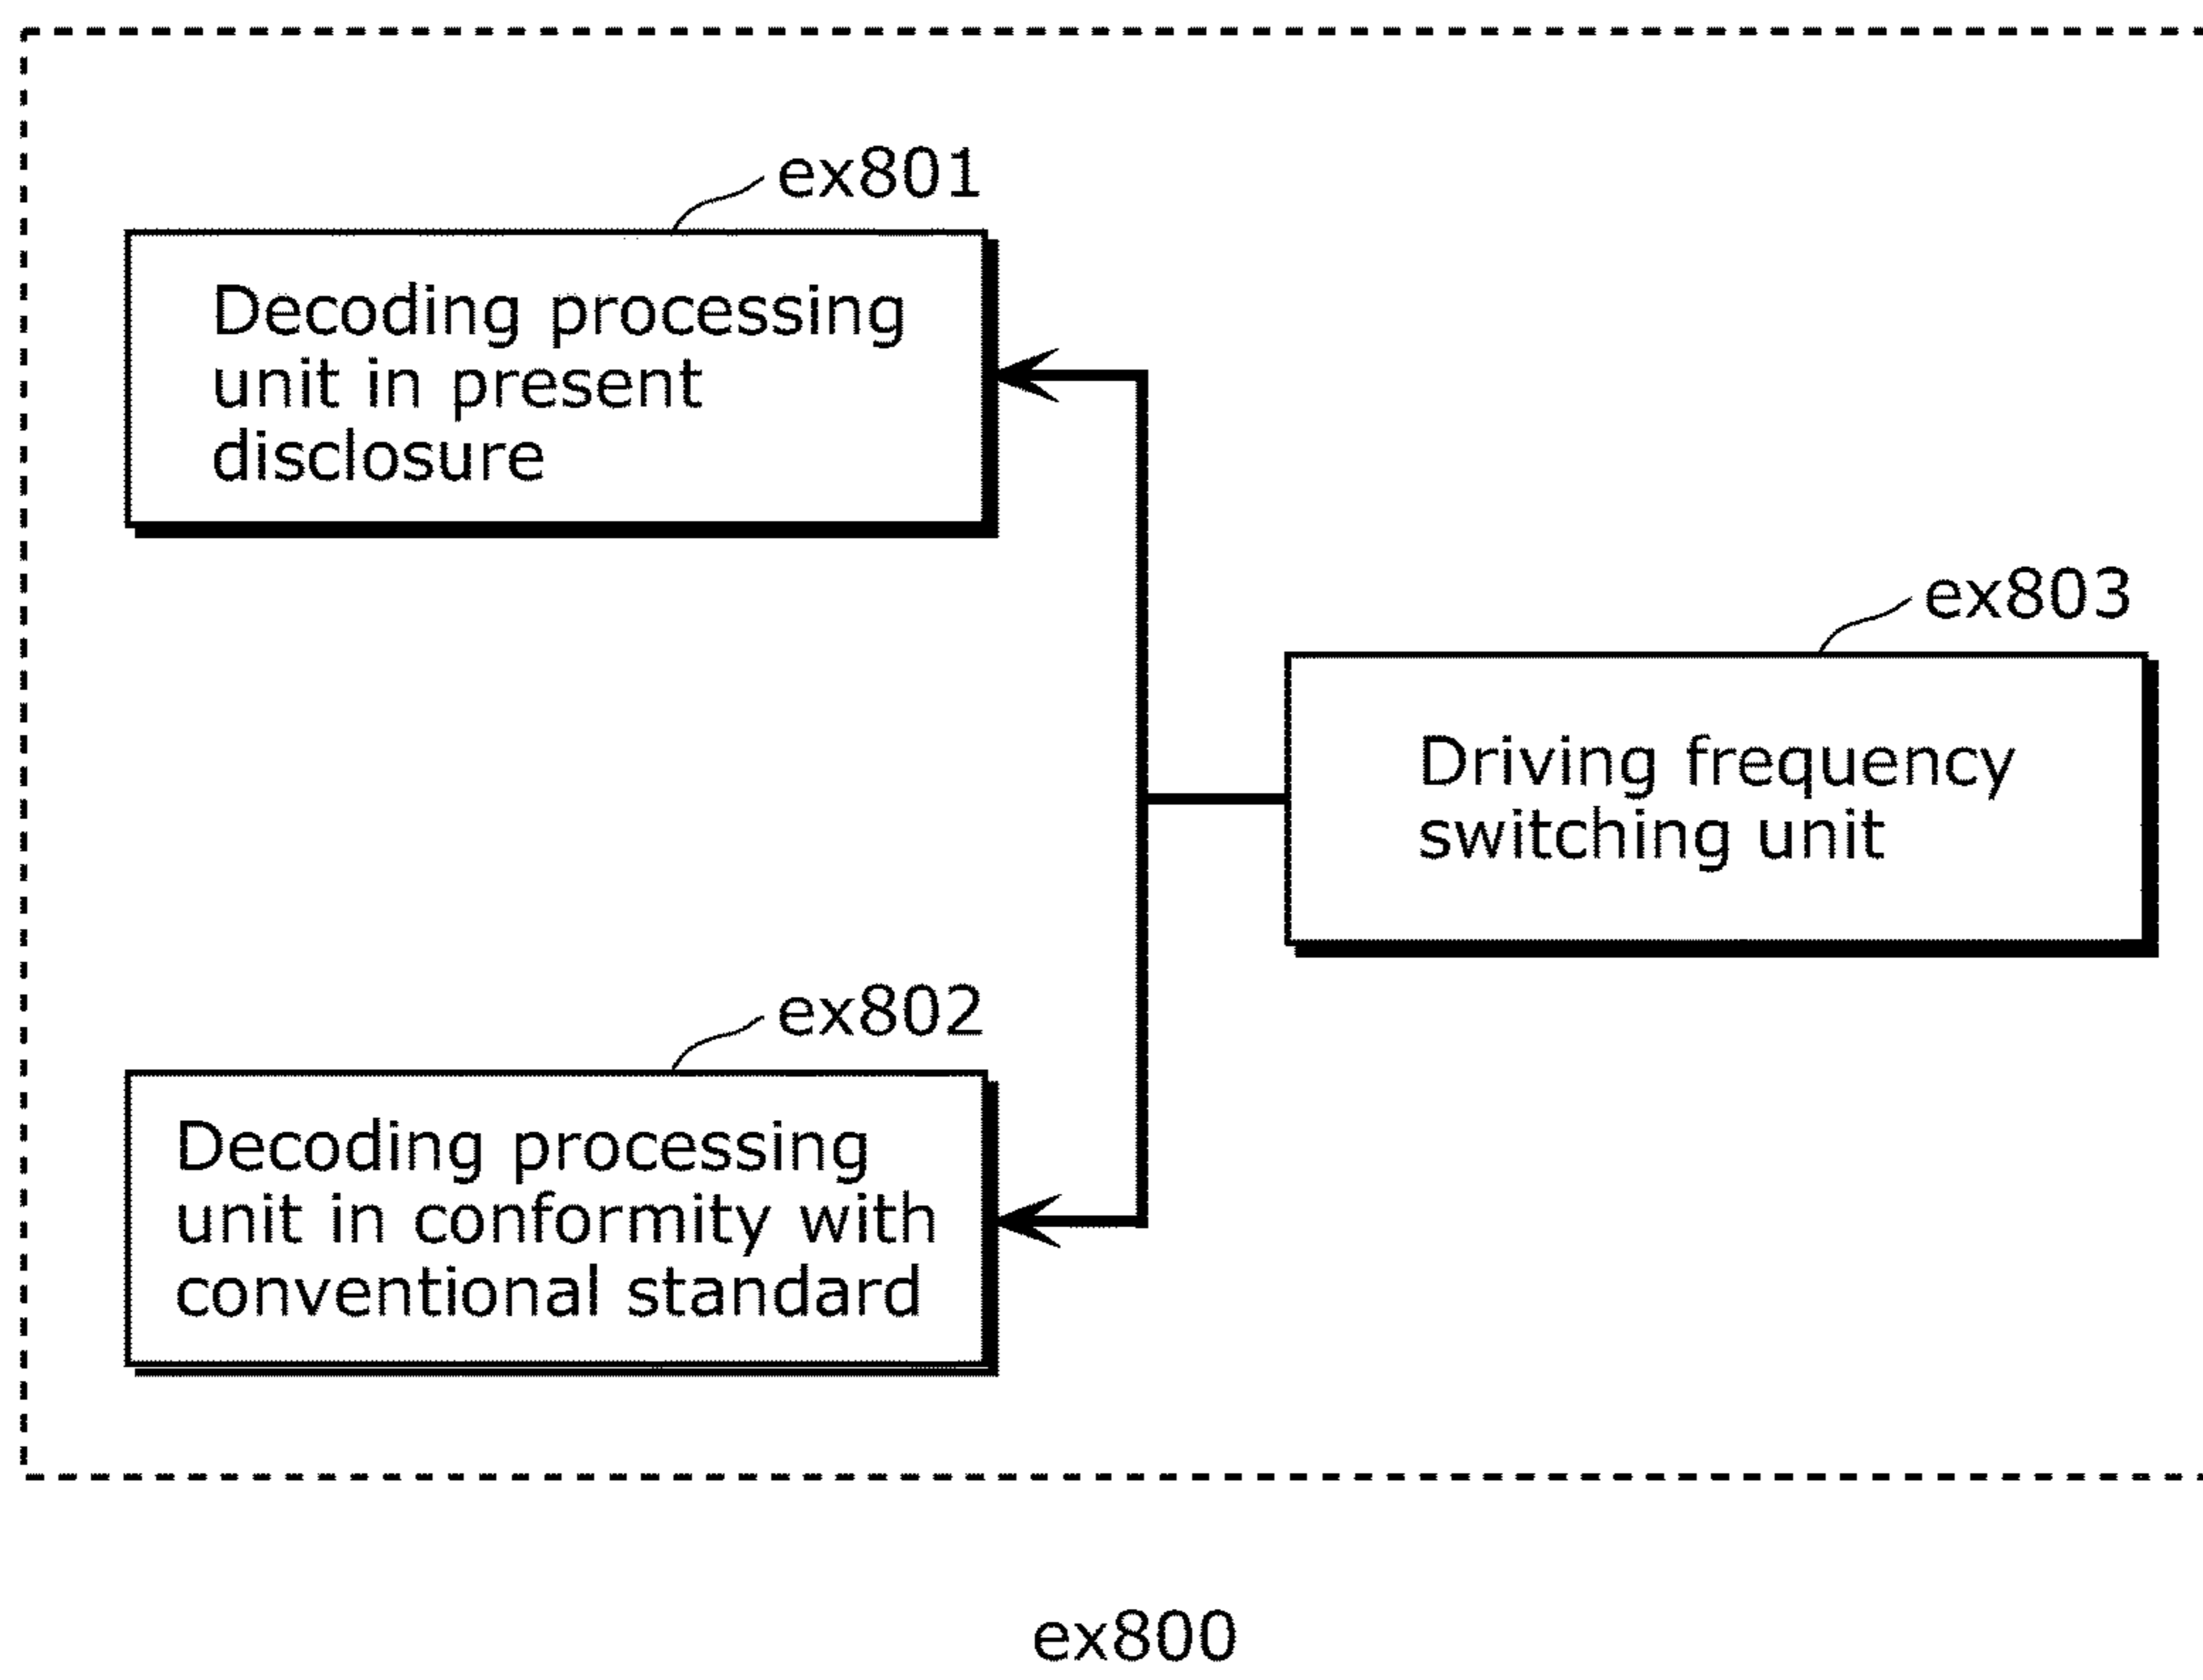 ex801
Decoding processing
unit in present
disclosure
ex803
Driving frequency
switching unit
ex802
Decoding processing
unit in conformity with
conventional standard
ex800